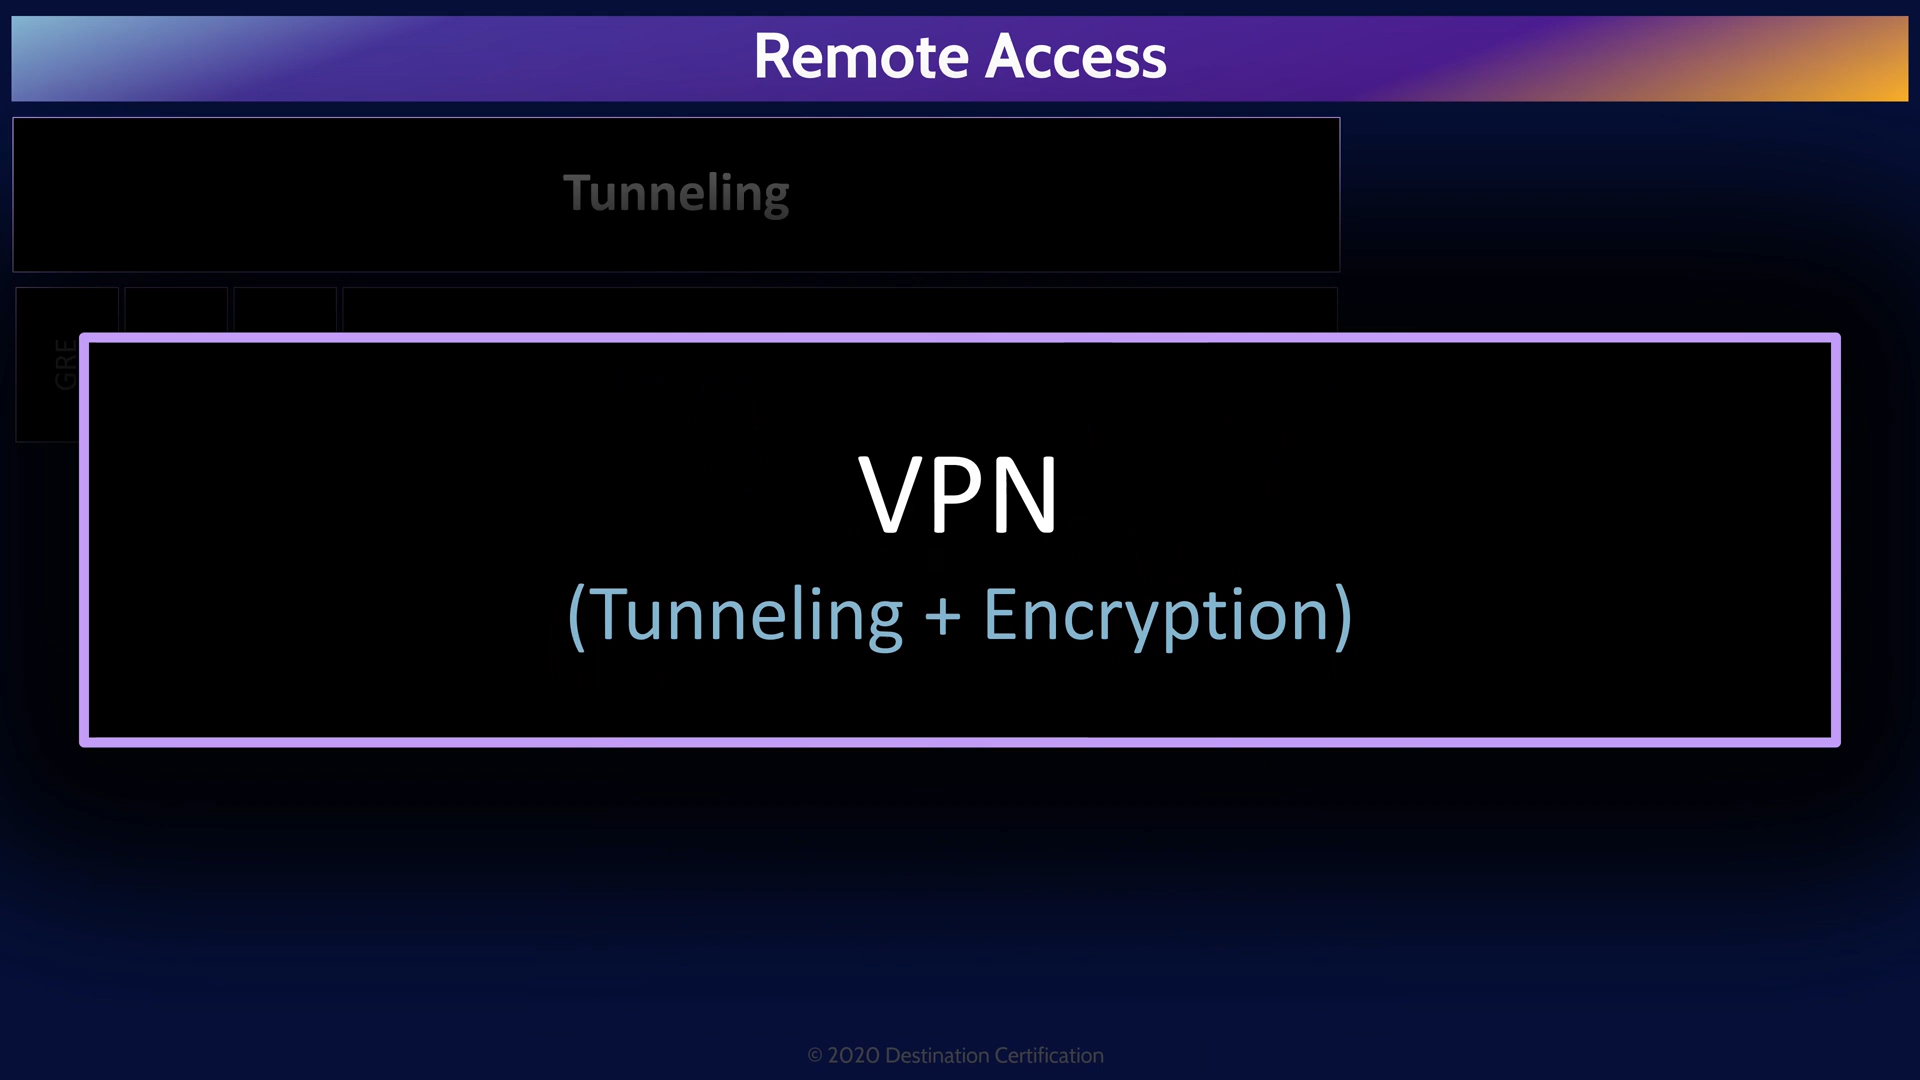 Remote Access
Tunneling
GRE
VPN
(Tunneling + Encryption)
© 2020 Destination Certification